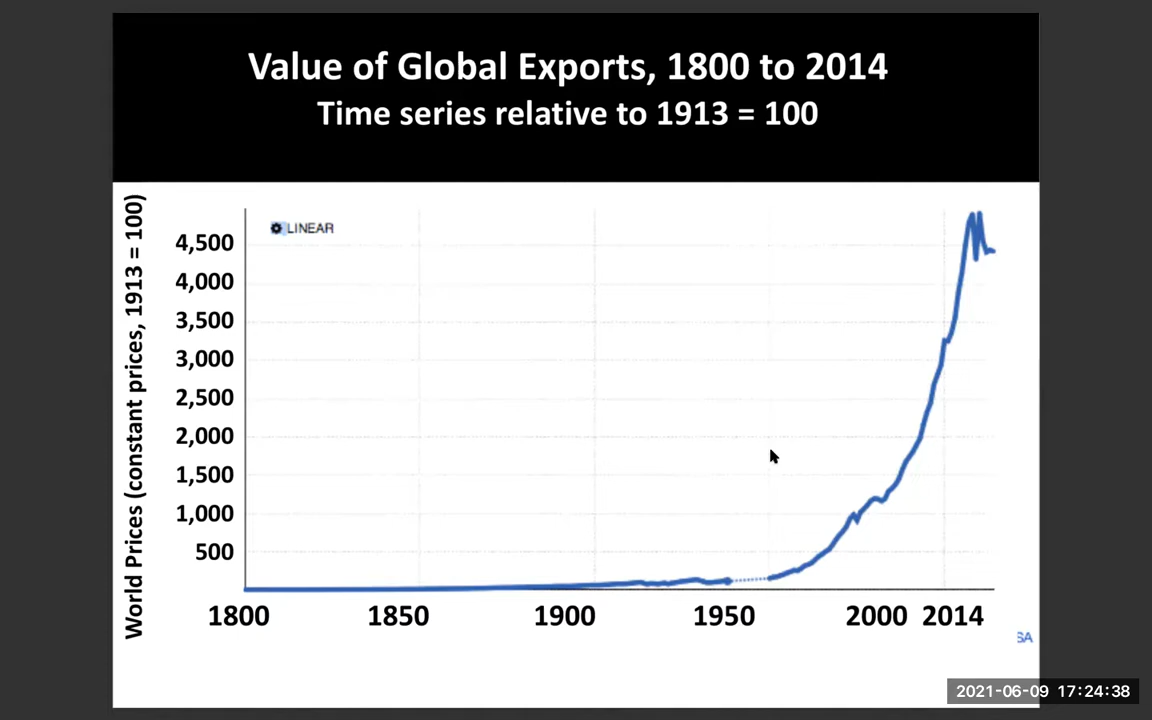 Value of Global Exports, 1800 to 2014
Time series relative to 1913 = 100
World Prices (constant prices, 1913 = 100)
LINEAR
4,500
4,000
3,500
3,000
2,500
2,000
1,500
1,000
500
1800 1850 1900 1950 2000 2014
SA
2021-06-09 17:24:38